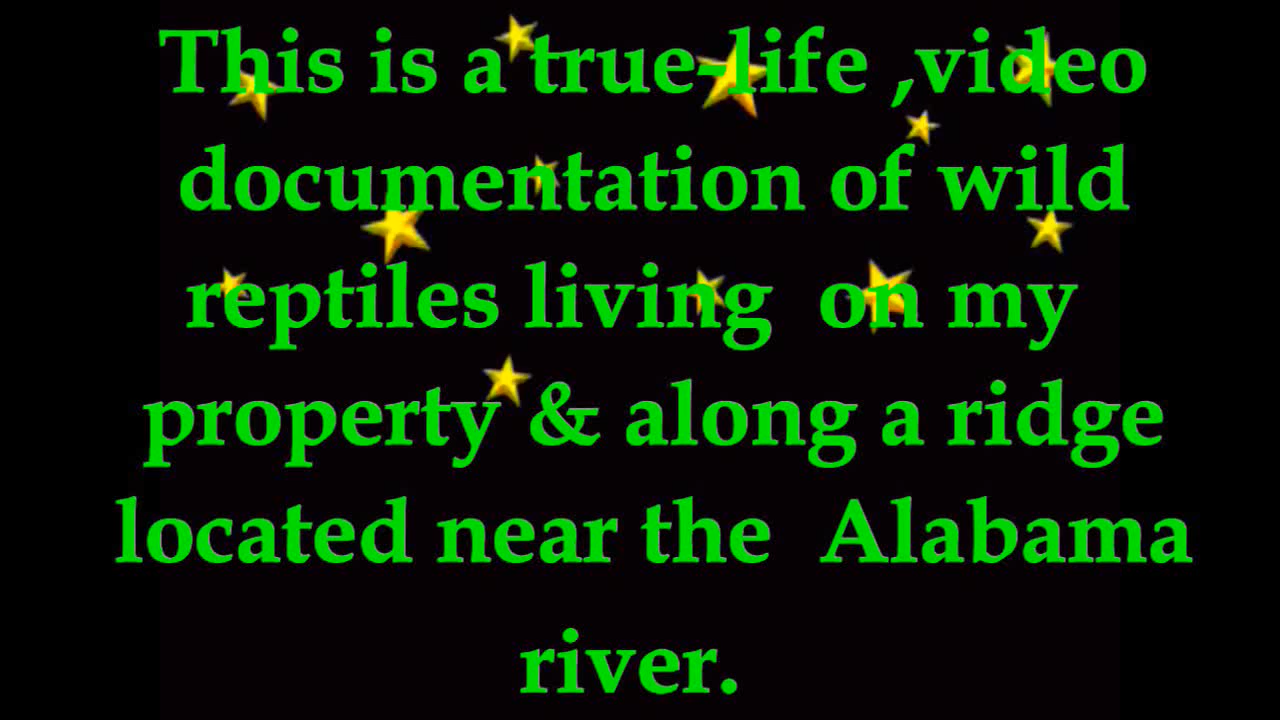 This is a true-life ,video
documentation of wild
reptiles living  on my
property & along a ridge
located near the  Alabama
river.